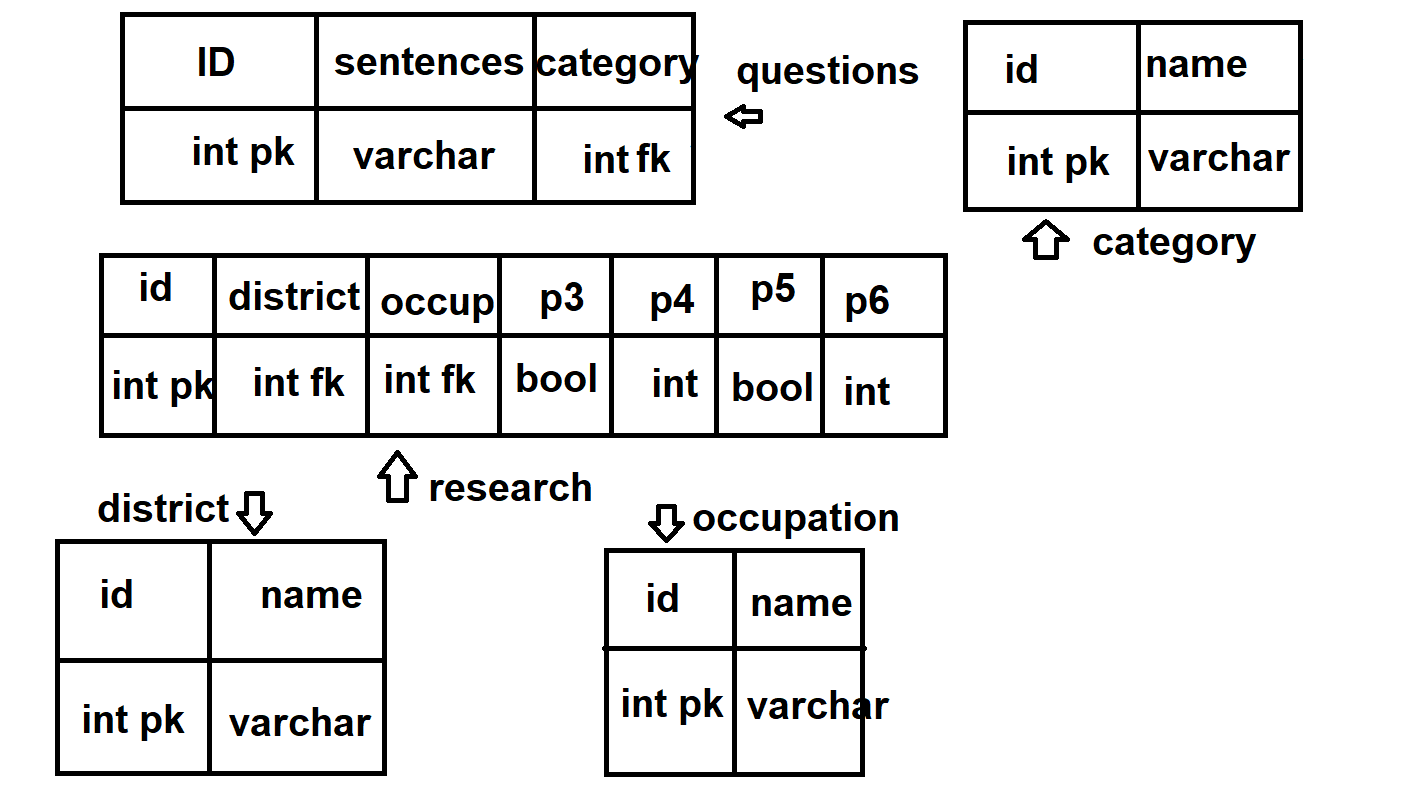 ID sentences category
questions
int pk varchar int fk
id name
int pk varchar
category
id district occup p3 p4 p5 p6
int pk int fk int fk bool int bool int
research
district
id name
int pk varchar
occupation
id name
int pk varchar